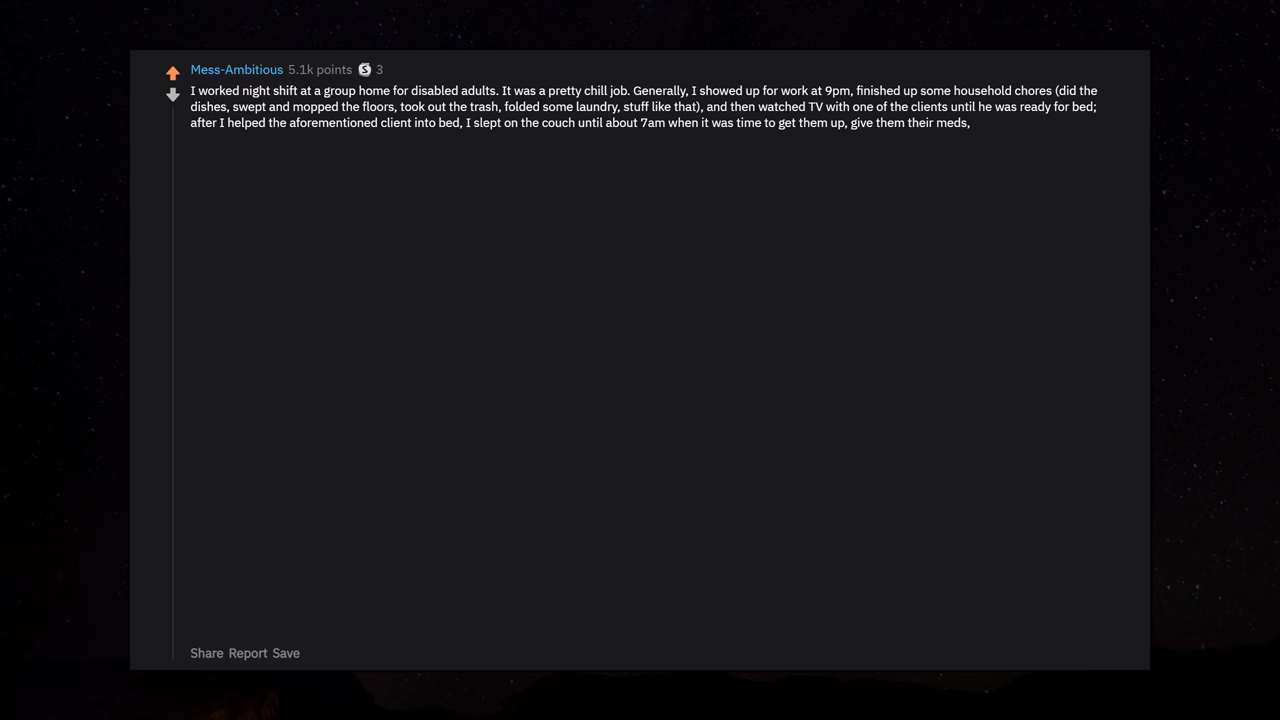 Mess-Ambitious 5.1k points S 3
I worked night shift at a group home for disabled adults. It was a pretty chill job. Generally, I showed up for work at 9pm, finished up some household chores (did the
dishes, swept and mopped the floors, took out the trash, folded some laundry, stuff like that), and then watched TV with one of the clients until he was ready for bed;
after I helped the aforementioned client into bed, I slept on the couch until about 7am when it was time to get them up, give them their meds,
Share Report Save